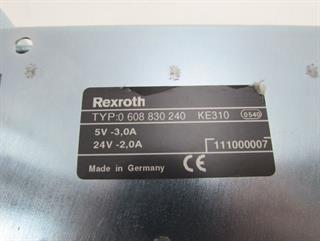 Rexroth
TYP:0 608 830 240 KE310 0540
5V -3,0A
24V -2,0A 111000007
Made in Germany CE